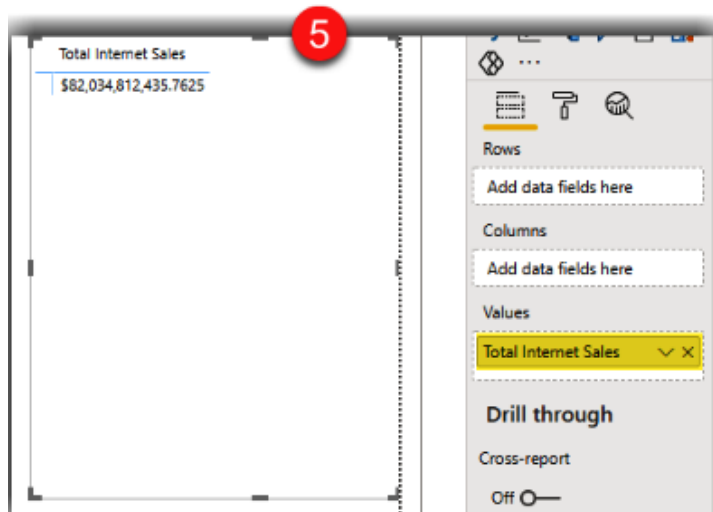 5
Total Internet Sales
$82,034,812,435.7625
...
Rows
Add data fields here
Columns
Add data fields here
Values
Total Internet Sales
Drill through
Cross-report
Off